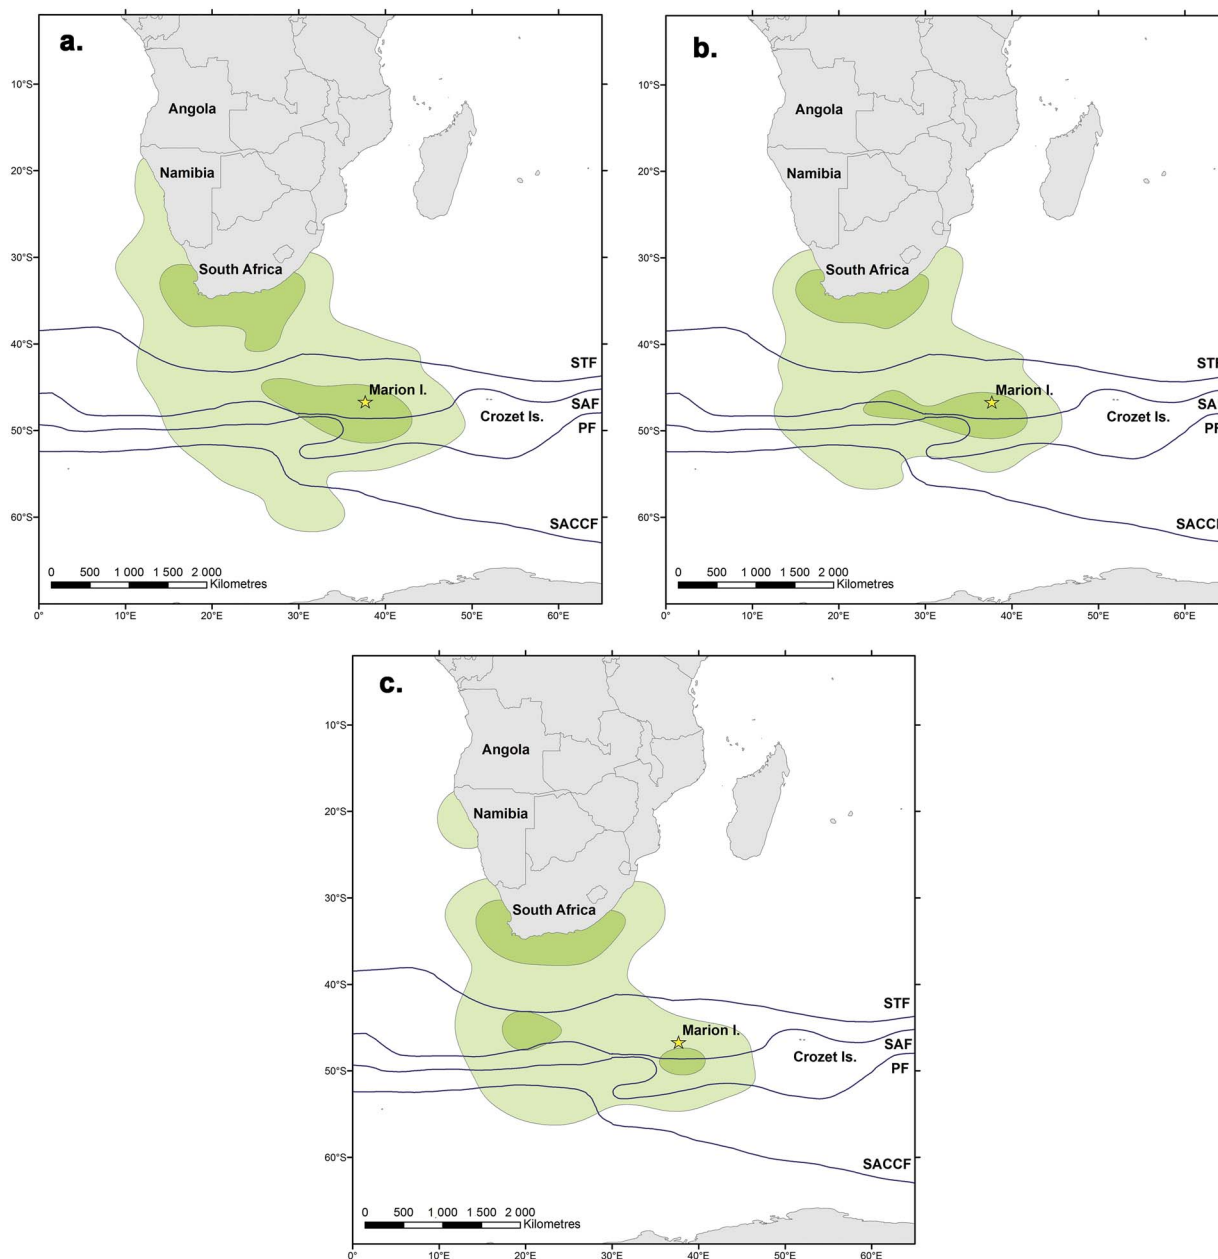 a.
10°S
20°S
30°S
40°S
50°S
60°S
Angola
Namibia
South Africa
Marion I.
Crozet Is.
STF
SAF
PF
SACCF
0 500 1 000 1 500 2 000
Kilometres
0° 10°E 20°E 30°E 40°E 50°E 60°E
b.
10°S
20°S
30°S
40°S
50°S
60°S
Angola
Namibia
South Africa
Marion I.
Crozet Is.
STF
SAF
PF
SACCF
0 500 1 000 1 500 2 000
Kilometres
0° 10°E 20°E 30°E 40°E 50°E 60°E
c.
10°S
20°S
30°S
40°S
50°S
60°S
Angola
Namibia
South Africa
Marion I.
Crozet Is.
STF
SAF
PF
SACCF
0 500 1 000 1 500 2 000
Kilometres
0° 10°E 20°E 30°E 40°E 50°E 60°E